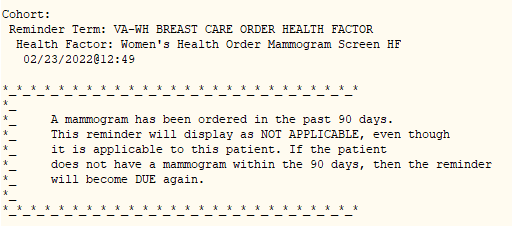 Cohort:
Reminder Term: VA-WH BREAST CARE ORDER HEALTH FACTOR
Health Factor: Women's Health Order Mammogram Screen HF
02/23/2022@12:49
*_*_*_*_*_*_*_*_*_*_*_*_*_*_*_*_*_*_*_*_*_*_*_*_*_*
*_
*_ A mammogram has been ordered in the past 90 days.
*_ This reminder will display as NOT APPLICABLE, even though
*_ it is applicable to this patient. If the patient
*_ does not have a mammogram within the 90 days, then the reminder
*_ will become DUE again.
*_
*_*_*_*_*_*_*_*_*_*_*_*_*_*_*_*_*_*_*_*_*_*_*_*_*_*